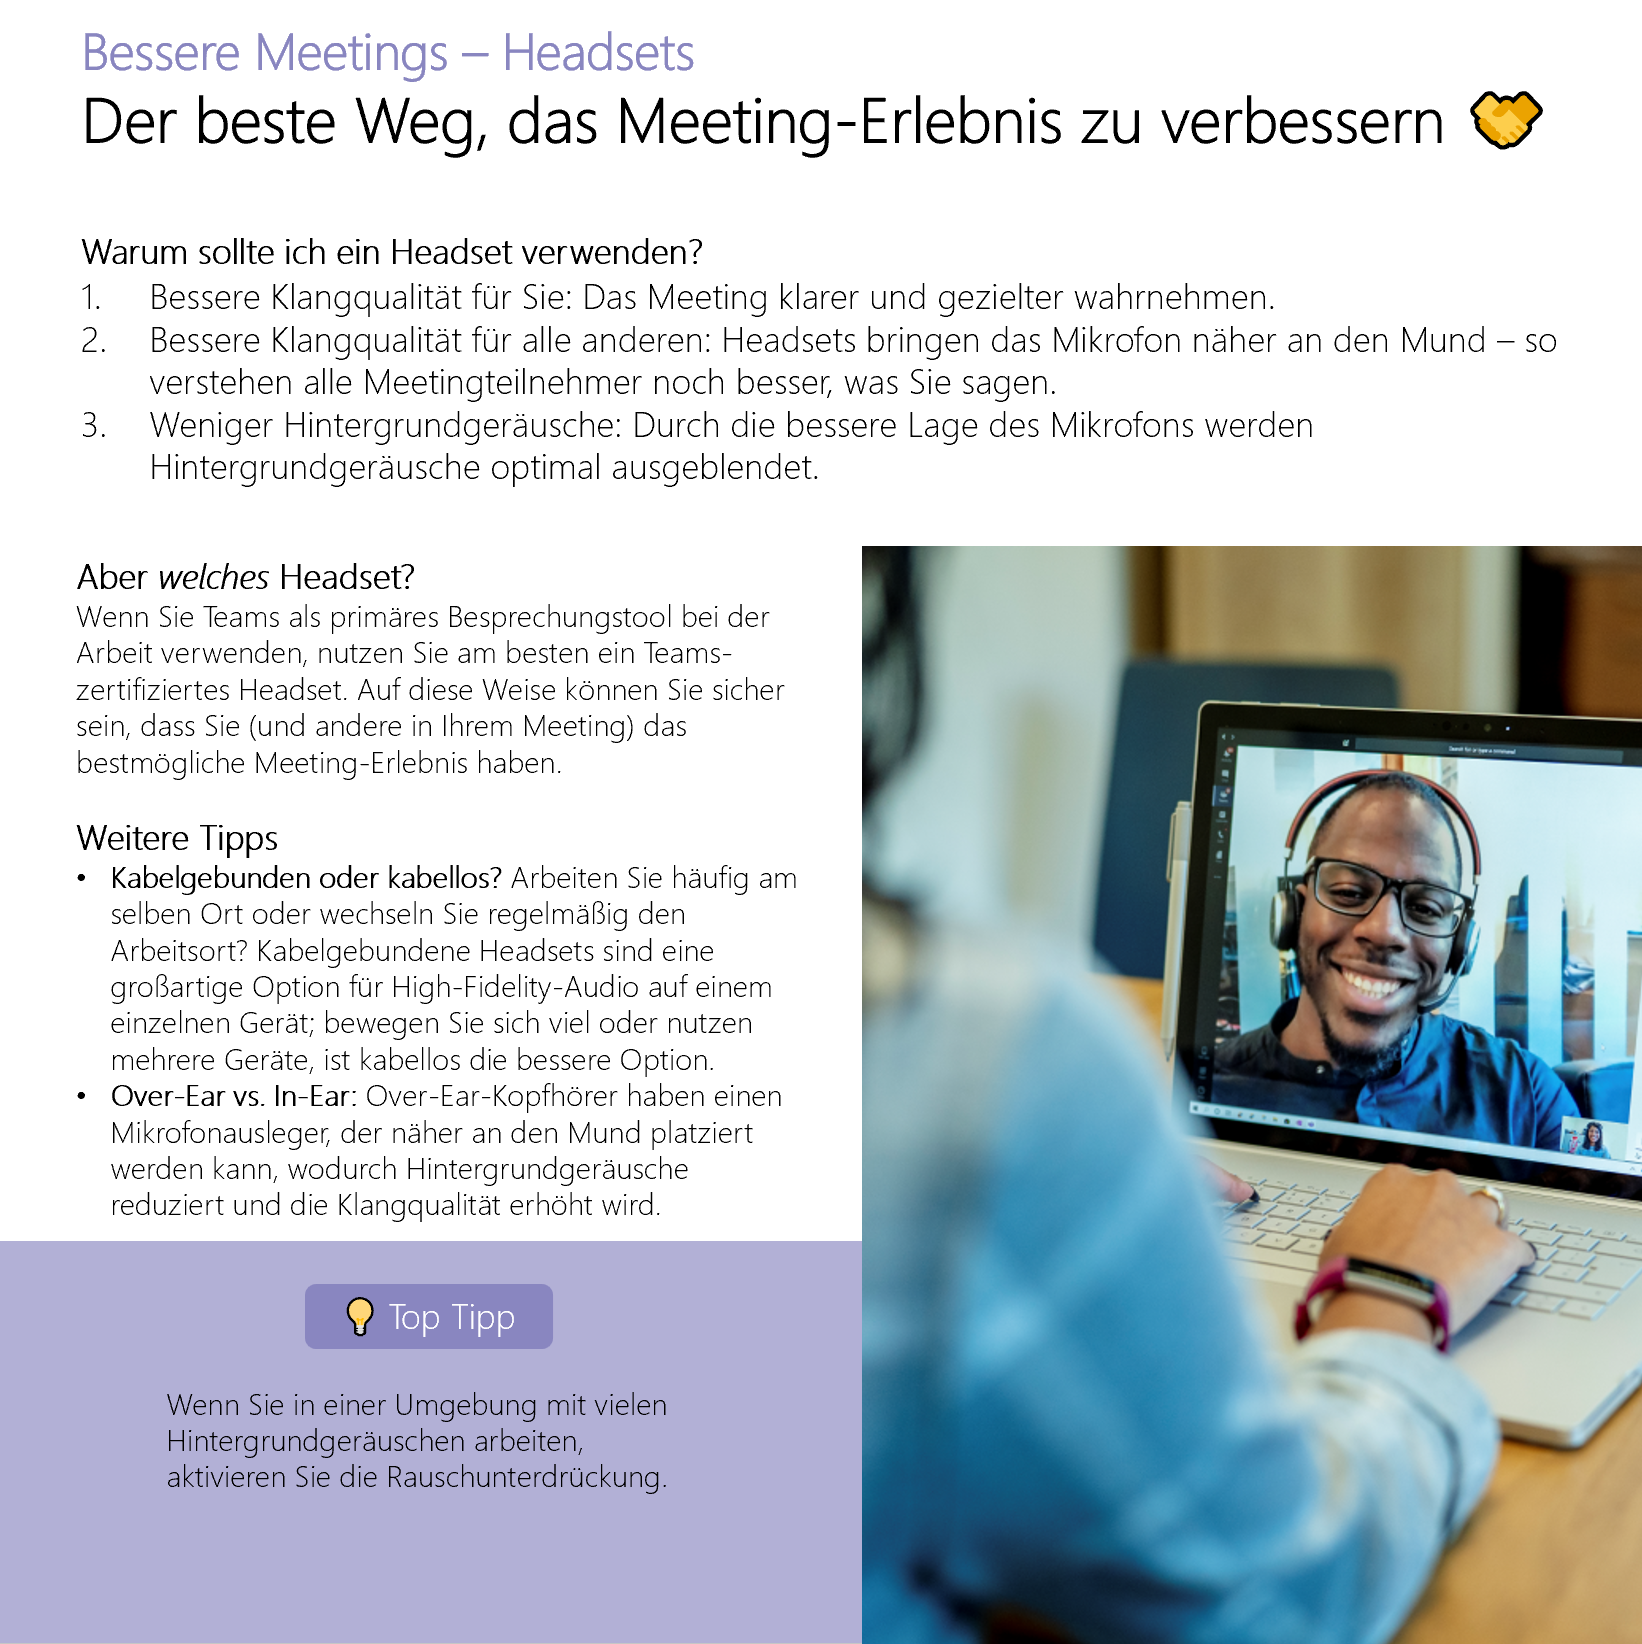 Bessere Meetings – Headsets
Der beste Weg, das Meeting-Erlebnis zu verbessern
Warum sollte ich ein Headset verwenden?
1. Bessere Klangqualität für Sie: Das Meeting klarer und gezielter wahrnehmen.
2. Bessere Klangqualität für alle anderen: Headsets bringen das Mikrofon näher an den Mund – so
verstehen alle Meetingteilnehmer noch besser, was Sie sagen.
3. Weniger Hintergrundgeräusche: Durch die bessere Lage des Mikrofons werden
Hintergrundgeräusche optimal ausgeblendet.
Aber welches Headset?
Wenn Sie Teams als primäres Besprechungstool bei der
Arbeit verwenden, nutzen Sie am besten ein Teams-
zertifiziertes Headset. Auf diese Weise können Sie sicher
sein, dass Sie (und andere in Ihrem Meeting) das
bestmögliche Meeting-Erlebnis haben.
Weitere Tipps
• Kabelgebunden oder kabellos? Arbeiten Sie häufig am
selben Ort oder wechseln Sie regelmäßig den
Arbeitsort? Kabelgebundene Headsets sind eine
großartige Option für High-Fidelity-Audio auf einem
einzelnen Gerät; bewegen Sie sich viel oder nutzen
mehrere Geräte, ist kabellos die bessere Option.
• Over-Ear vs. In-Ear: Over-Ear-Kopfhörer haben einen
Mikrofonausleger, der näher an den Mund platziert
werden kann, wodurch Hintergrundgeräusche
reduziert und die Klangqualität erhöht wird.
Top Tipp
Wenn Sie in einer Umgebung mit vielen
Hintergrundgeräuschen arbeiten,
aktivieren Sie die Rauschunterdrückung.
Search for or type a command